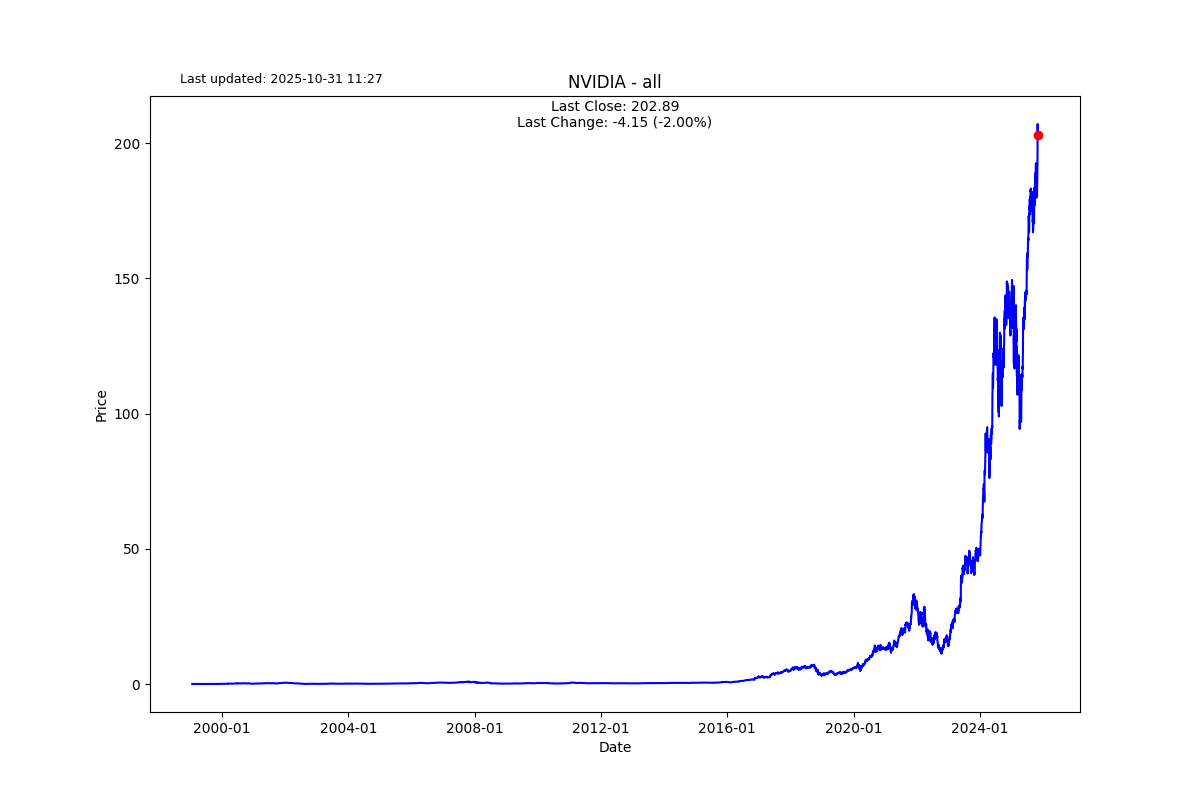 Last updated: 2025-10-31 11:27
NVIDIA - all
Last Close: 202.89
Last Change: -4.15 (-2.00%)
200
150
100
50
0
Price
2000-01 2004-01 2008-01 2012-01 2016-01 2020-01 2024-01
Date